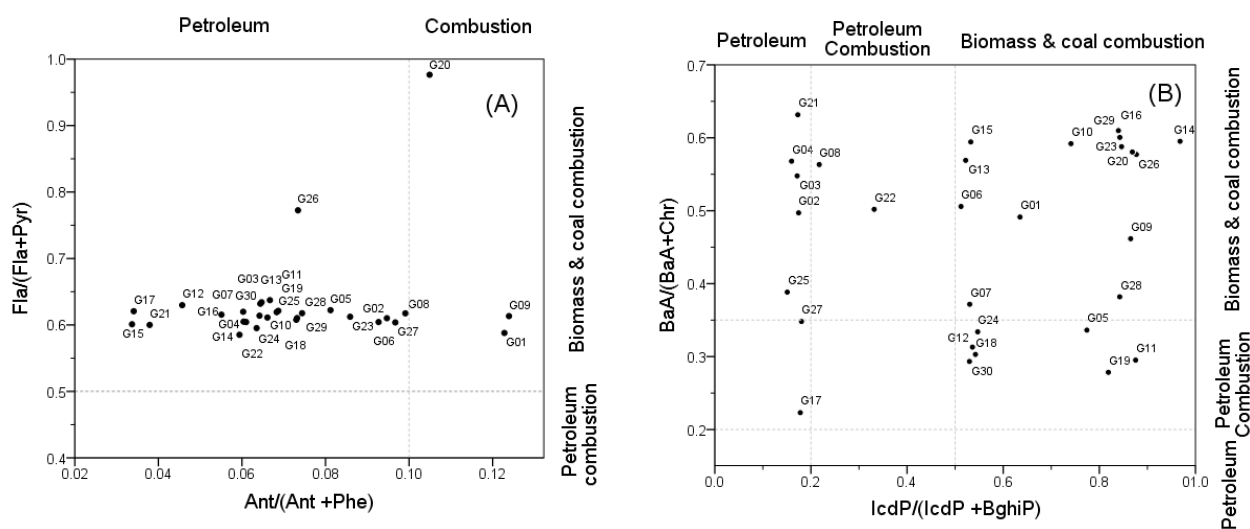 Petroleum
Combustion
(A)
Fla/(Fla+Pyr)
1.0
0.9
0.8
0.7
0.6
0.5
0.4
0.02
0.04
0.06
0.08
0.10
0.12
Ant/(Ant +Phe)
Biomass & coal combustion
Petroleum
combustion
G20
G26
G03
G13
G11
G17
G12
G07
G30
G19
G25
G28
G05
G02
G08
G09
G15
G21
G16
G04
G14
G22
G24
G10
G18
G29
G23
G06
G27
G01
Petroleum
Petroleum
Combustion
Biomass & coal combustion
(B)
BaA/(BaA+Chr)
0.7
0.6
0.5
0.4
0.3
0.2
0.0
0.2
0.4
0.6
0.8
01.0
IcdP/(IcdP +BghiP)
Biomass & coal combustion
Petroleum
Combustion
Petroleum
G21
G04
G08
G03
G02
G22
G15
G13
G06
G01
G10
G29
G16
G14
G23
G20
G26
G09
G25
G27
G07
G28
G24
G05
G12
G18
G30
G19
G11
G17